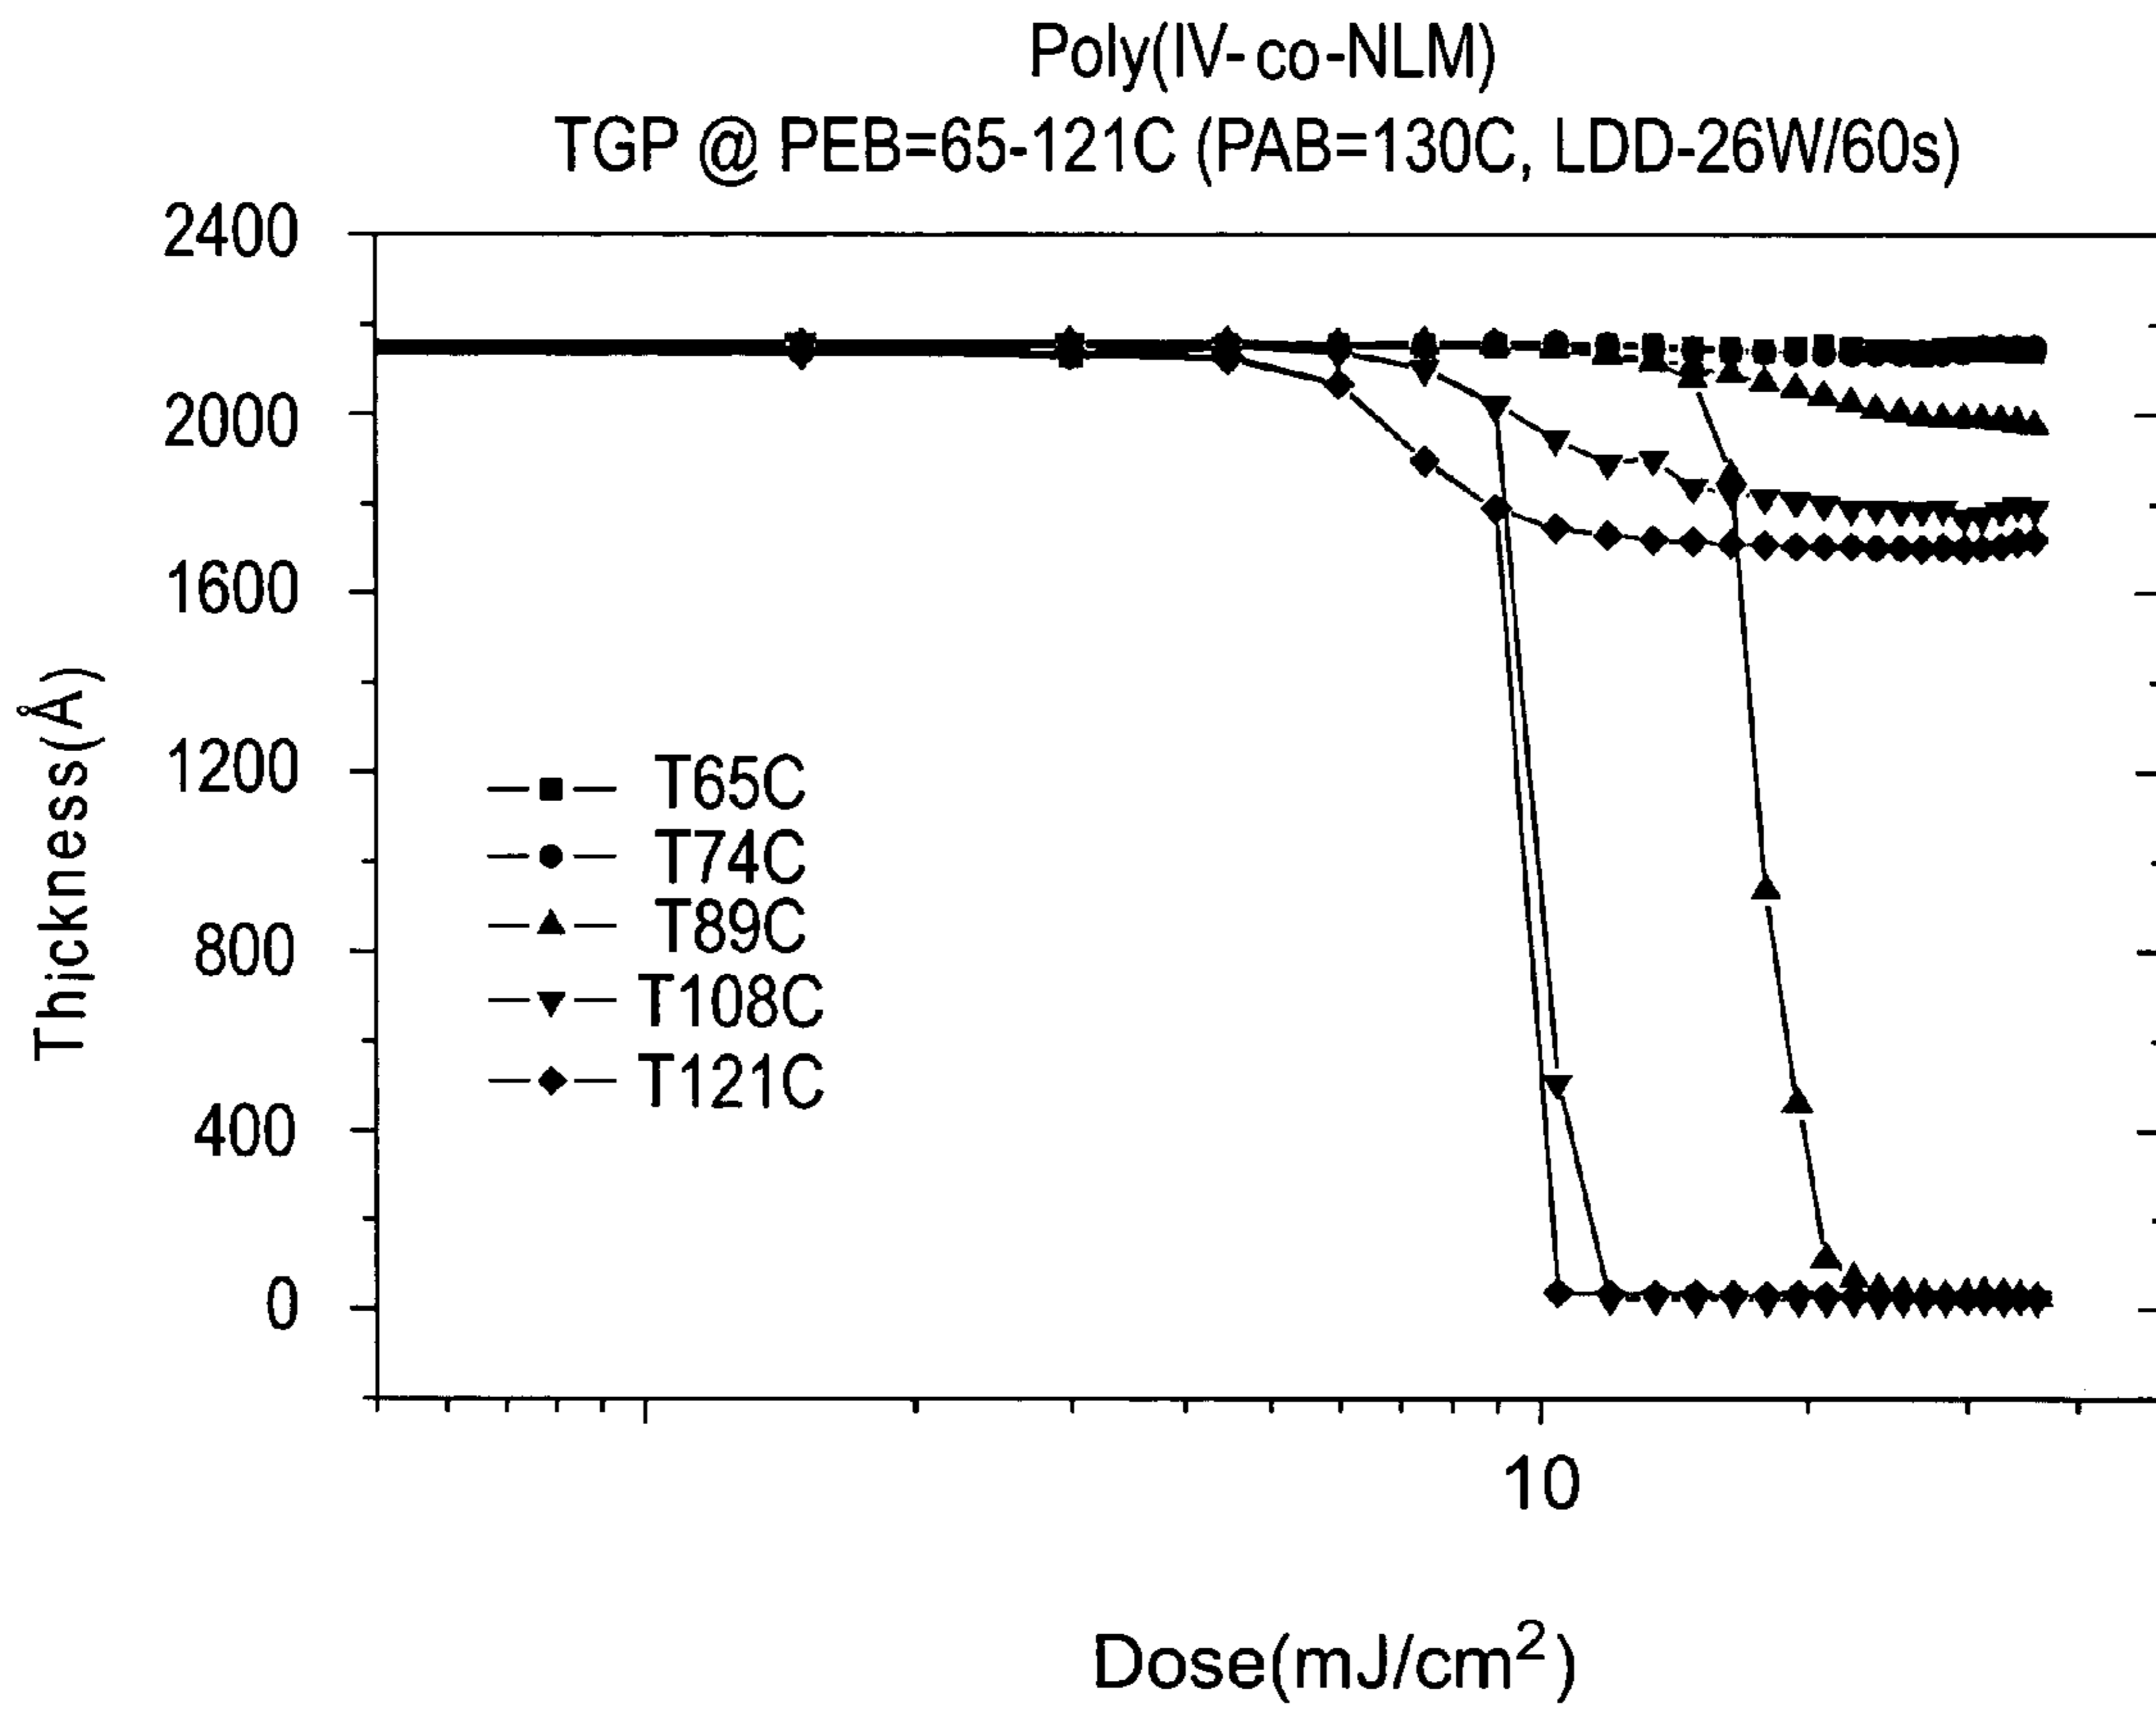 Poly(IV-co-NLM)
TGP @ PEB=65-121C (PAB=130C, LDD-26W/60s)
2400
2000
1600
1200
800
400
0
Thickness(Å)
T65C
T74C
T89C
T108C
T121C
10
Dose(mJ/cm²)